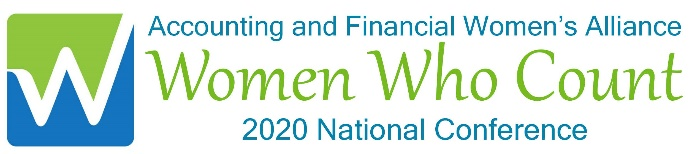 Accounting and Financial Women's Alliance
W Women Who Count
2020 National Conference